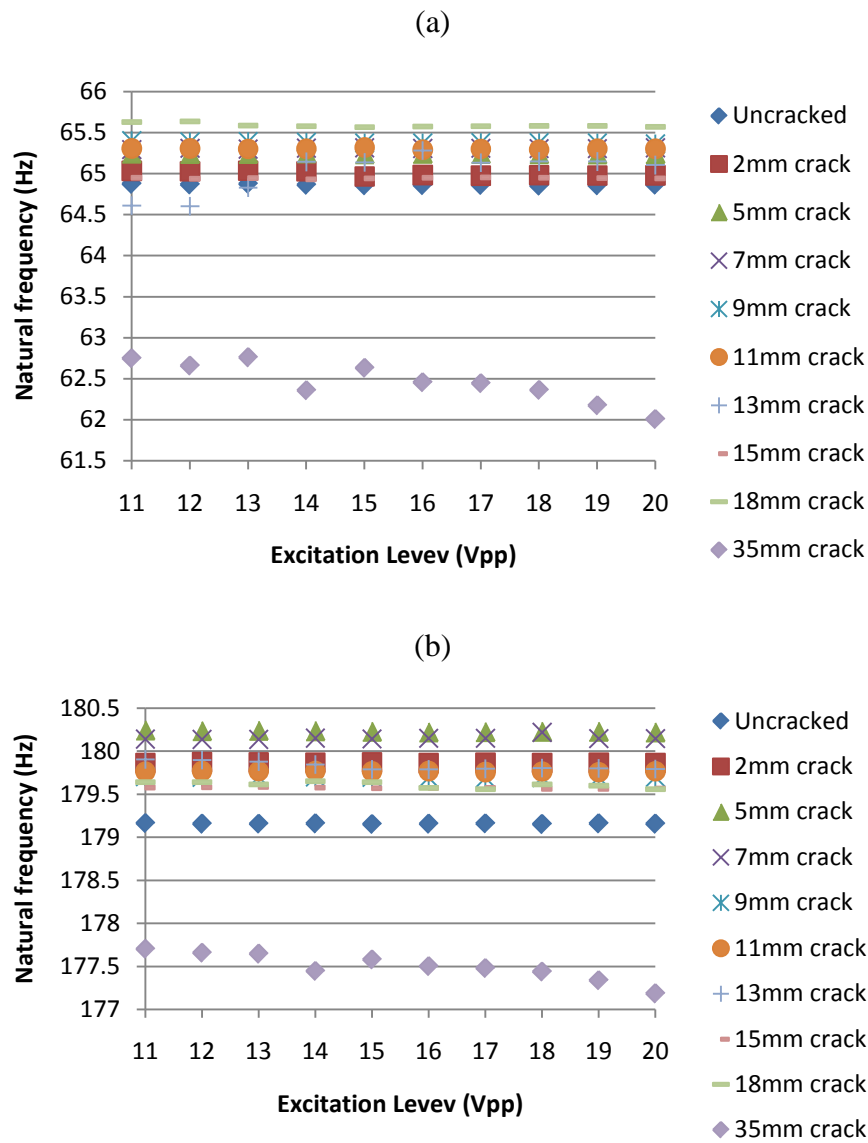 (a)
66
65.5
65
64.5
64
63.5
63
62.5
62
61.5
Natural frequency (Hz)
11 12 13 14 15 16 17 18 19 20
Excitation Levev (Vpp)
Uncracked
2mm crack
5mm crack
7mm crack
9mm crack
11mm crack
13mm crack
15mm crack
18mm crack
35mm crack
(b)
180.5
180
179.5
179
178.5
178
177.5
177
Natural frequency (Hz)
11 12 13 14 15 16 17 18 19 20
Excitation Levev (Vpp)
Uncracked
2mm crack
5mm crack
7mm crack
9mm crack
11mm crack
13mm crack
15mm crack
18mm crack
35mm crack